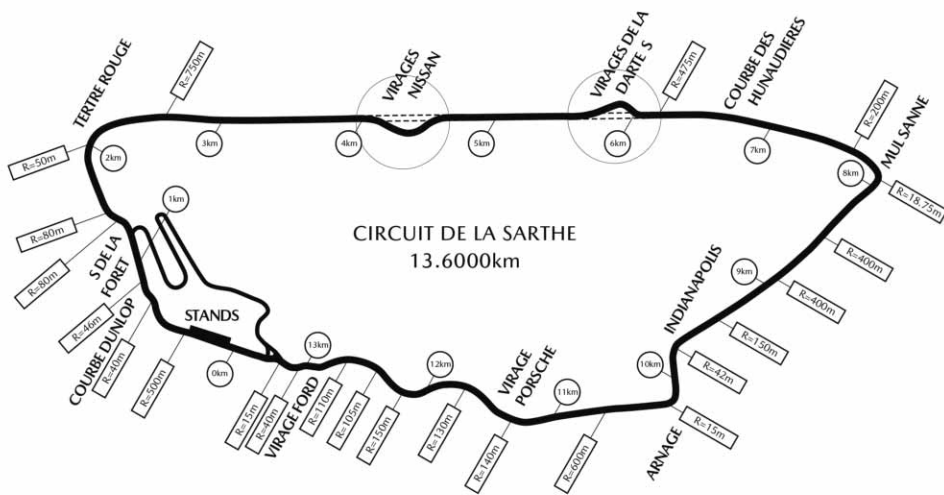 TERTRE ROUGE
R=750m
VIRAGES
NISSAN
VIRAGES DE LA
DARTE S
R=475m
COURBE DES
HUNAUDIERES
R=200m
MULSANNE
R=18.75m
R=50m
2km
3km
4km
5km
6km
7km
8km
1km
R=80m
R=80m
S DE LA
FORET
R=46m
COURBE DUNLOP
R=40m
R=500m
STANDS
0km
CIRCUIT DE LA SARTHE
13.6000km
R=400m
9km
R=400m
INDIANAPOLIS
R=150m
10km
R=42m
R=15m
ARNAGE
13km
R=15m
R=40m
VIRAGE FORD
R=110m
R=105m
R=150m
12km
R=130m
VIRAGE
PORSCHE
R=140m
11km
R=600m